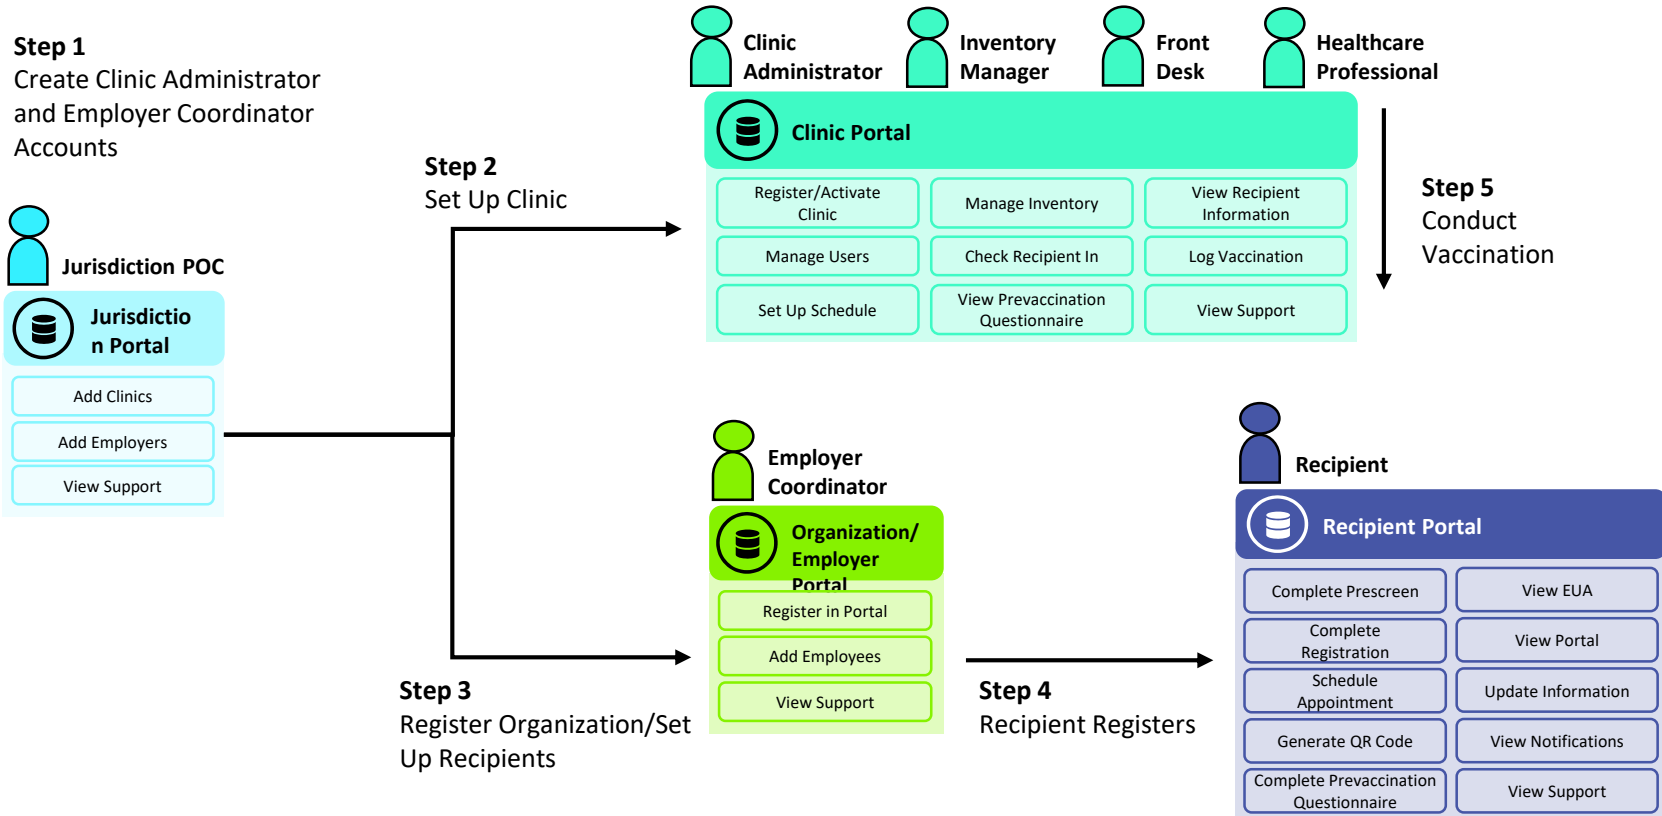 Step 1
Create Clinic Administrator
and Employer Coordinator
Accounts
Jurisdiction POC
Jurisdictio
n Portal
Add Clinics
Add Employers
View Support
Step 2
Set Up Clinic
Clinic
Administrator
Inventory
Manager
Front
Desk
Healthcare
Professional
Clinic Portal
Register/Activate
Clinic
Manage Inventory
View Recipient
Information
Manage Users
Check Recipient In
Log Vaccination
Set Up Schedule
View Prevaccination
Questionnaire
View Support
Step 5
Conduct
Vaccination
Step 3
Register Organization/Set
Up Recipients
Employer
Coordinator
Organization/
Employer
Portal
Register in Portal
Add Employees
View Support
Step 4
Recipient Registers
Recipient
Recipient Portal
Complete Prescreen
View EUA
Complete
Registration
View Portal
Schedule
Appointment
Update Information
Generate QR Code
View Notifications
Complete Prevaccination
Questionnaire
View Support